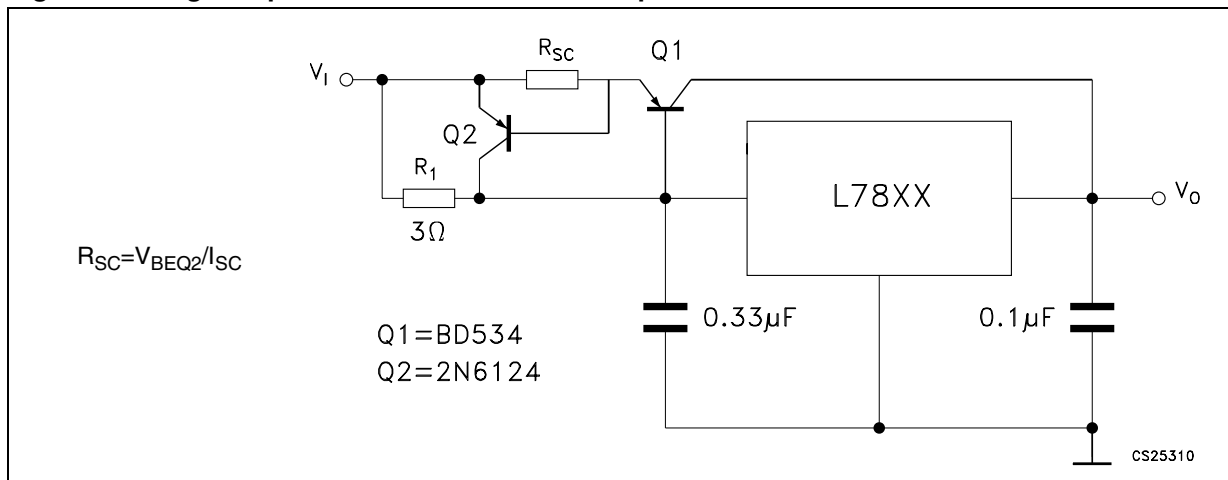 R_SC
Q1
V_I
Q2
R_1
3Ω
L78XX
V_O
R_SC=V_BEQ2/I_SC
0.33µF
0.1µF
Q1=BD534
Q2=2N6124
CS25310